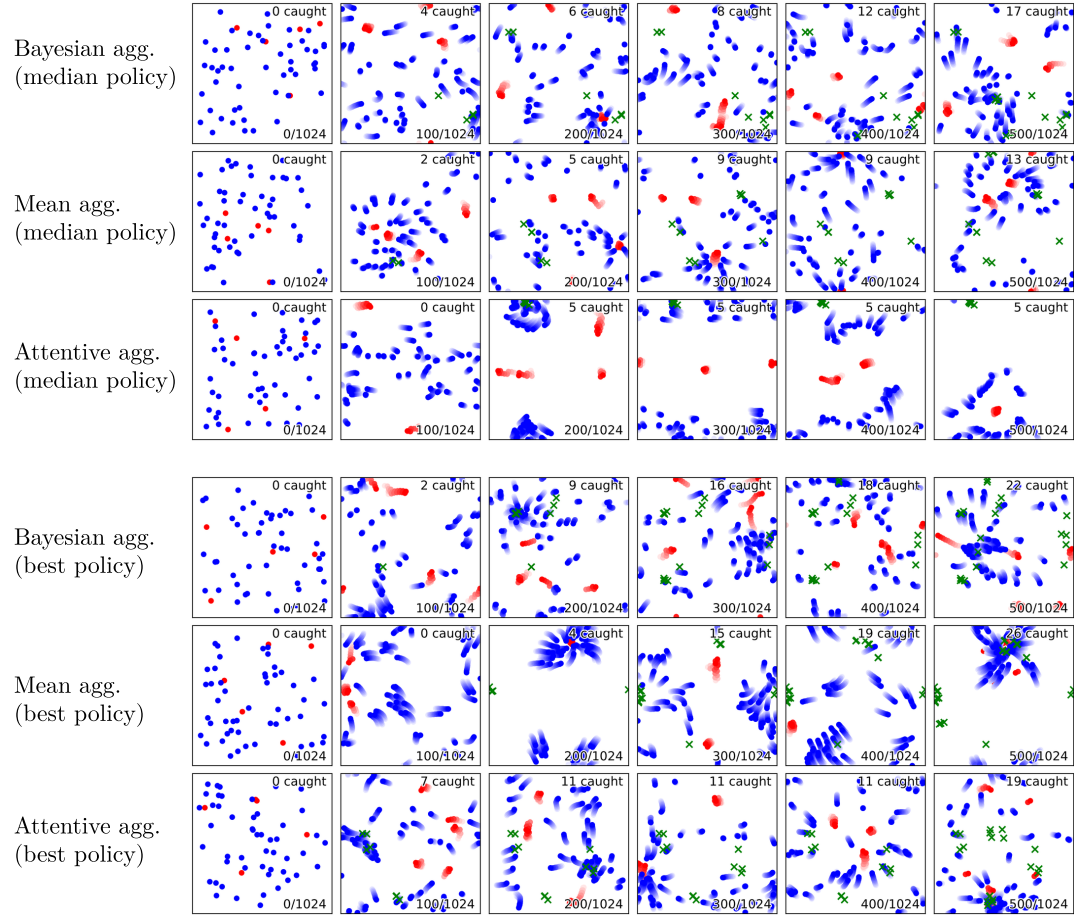 Bayesian agg.
(median policy)
0 caught
0/1024
4 caught
100/1024
6 caught
200/1024
8 caught
300/1024
12 caught
400/1024
17 caught
500/1024
Mean agg.
(median policy)
0 caught
0/1024
2 caught
100/1024
5 caught
200/1024
9 caught
300/1024
9 caught
400/1024
13 caught
500/1024
Attentive agg.
(median policy)
0 caught
0/1024
0 caught
100/1024
5 caught
200/1024
5 caught
300/1024
5 caught
400/1024
5 caught
500/1024
Bayesian agg.
(best policy)
0 caught
0/1024
2 caught
100/1024
9 caught
200/1024
16 caught
300/1024
18 caught
400/1024
22 caught
500/1024
Mean agg.
(best policy)
0 caught
0/1024
0 caught
100/1024
4 caught
200/1024
15 caught
300/1024
19 caught
400/1024
26 caught
500/1024
Attentive agg.
(best policy)
0 caught
0/1024
7 caught
100/1024
11 caught
200/1024
11 caught
300/1024
11 caught
400/1024
19 caught
500/1024